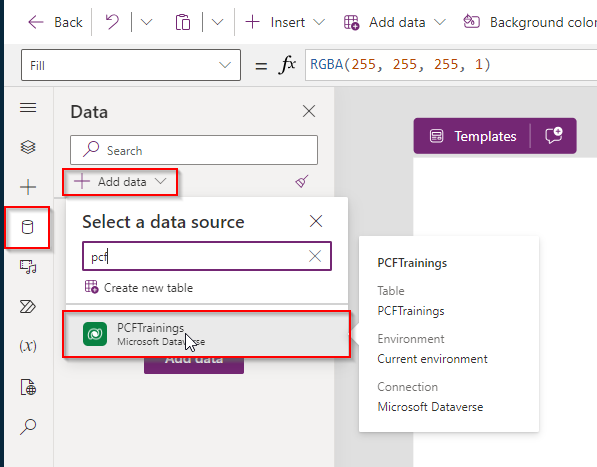 Back
Insert
Add data
Background color
Fill
= fx RGBA(255, 255, 255, 1)
Data
Search
Add data
Templates
Select a data source
pcf
Create new table
PCFTrainings
Microsoft Dataverse
Add data
PCFTrainings
Table
PCFTrainings
Environment
Current environment
Connection
Microsoft Dataverse
(x)